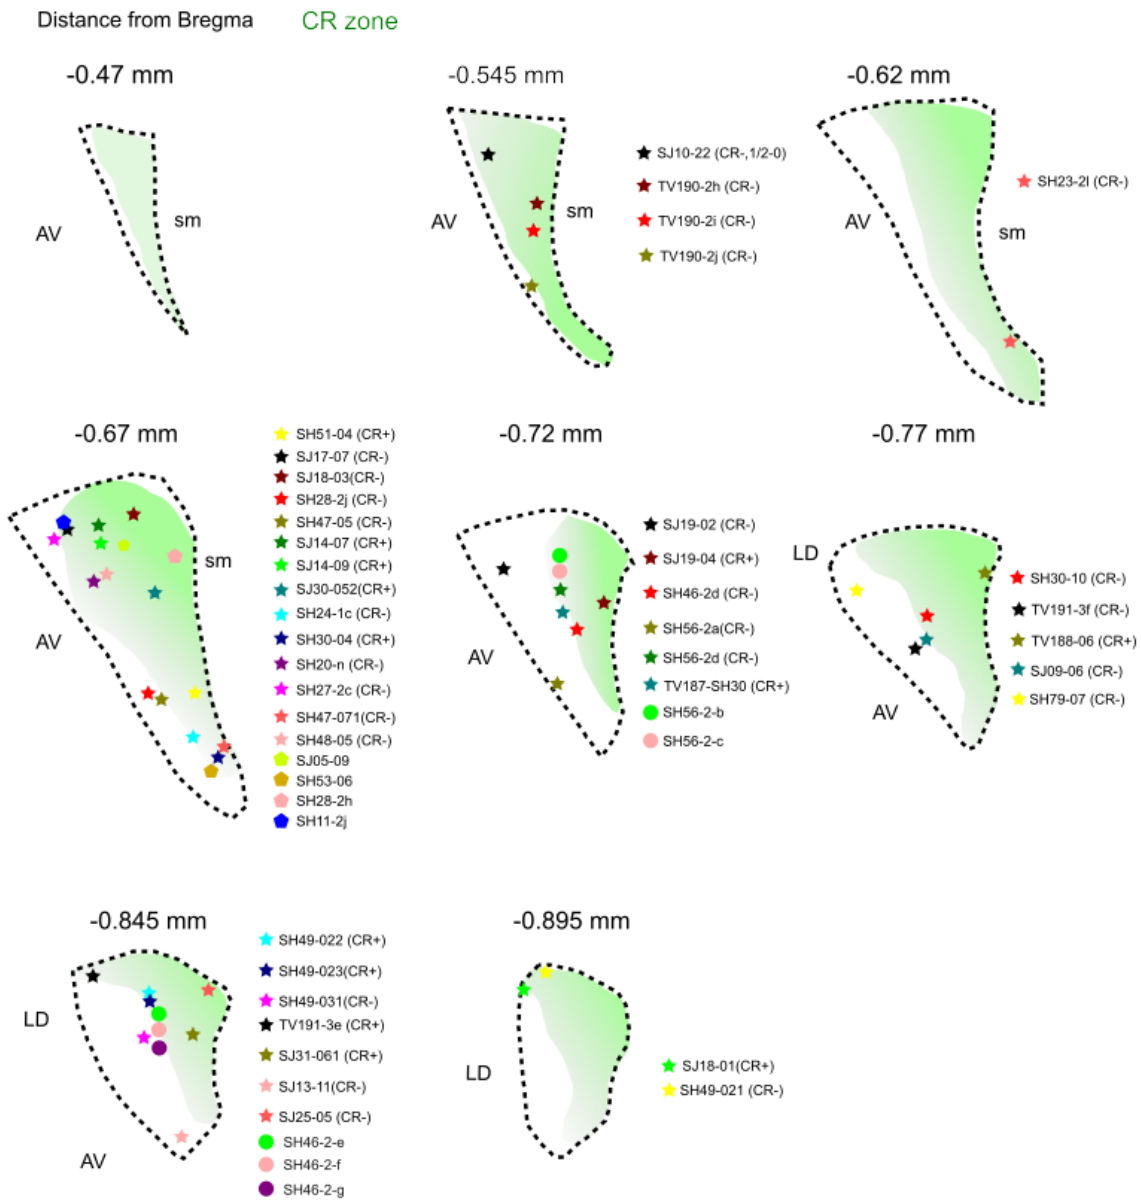 Distance from Bregma CR zone
-0.47 mm
AV
sm
-0.545 mm
AV
sm
SJ10-22 (CR-,1/2-0)
TV190-2h (CR-)
TV190-2i (CR-)
TV190-2j (CR-)
-0.62 mm
AV
sm
SH23-2l (CR-)
-0.67 mm
AV
sm
SH51-04 (CR+)
SJ17-07 (CR-)
SJ18-03(CR-)
SH28-2j (CR-)
SH47-05 (CR-)
SJ14-07 (CR+)
SJ14-09 (CR+)
SJ30-052(CR+)
SH24-1c (CR-)
SH30-04 (CR+)
SH20-n (CR-)
SH27-2c (CR-)
SH47-071(CR-)
SH48-05 (CR-)
SJ05-09
SH53-06
SH28-2h
SH11-2j
-0.72 mm
AV
SJ19-02 (CR-)
SJ19-04 (CR+)
SH46-2d (CR-)
SH56-2a(CR-)
SH56-2d (CR-)
TV187-SH30 (CR+)
SH56-2-b
SH56-2-c
-0.77 mm
LD
AV
SH30-10 (CR-)
TV191-3f (CR-)
TV188-06 (CR+)
SJ09-06 (CR-)
SH79-07 (CR-)
-0.845 mm
LD
AV
SH49-022 (CR+)
SH49-023(CR+)
SH49-031(CR-)
TV191-3e (CR+)
SJ31-061 (CR+)
SJ13-11(CR-)
SJ25-05 (CR-)
SH46-2-e
SH46-2-f
SH46-2-g
-0.895 mm
LD
SJ18-01(CR+)
SH49-021 (CR-)